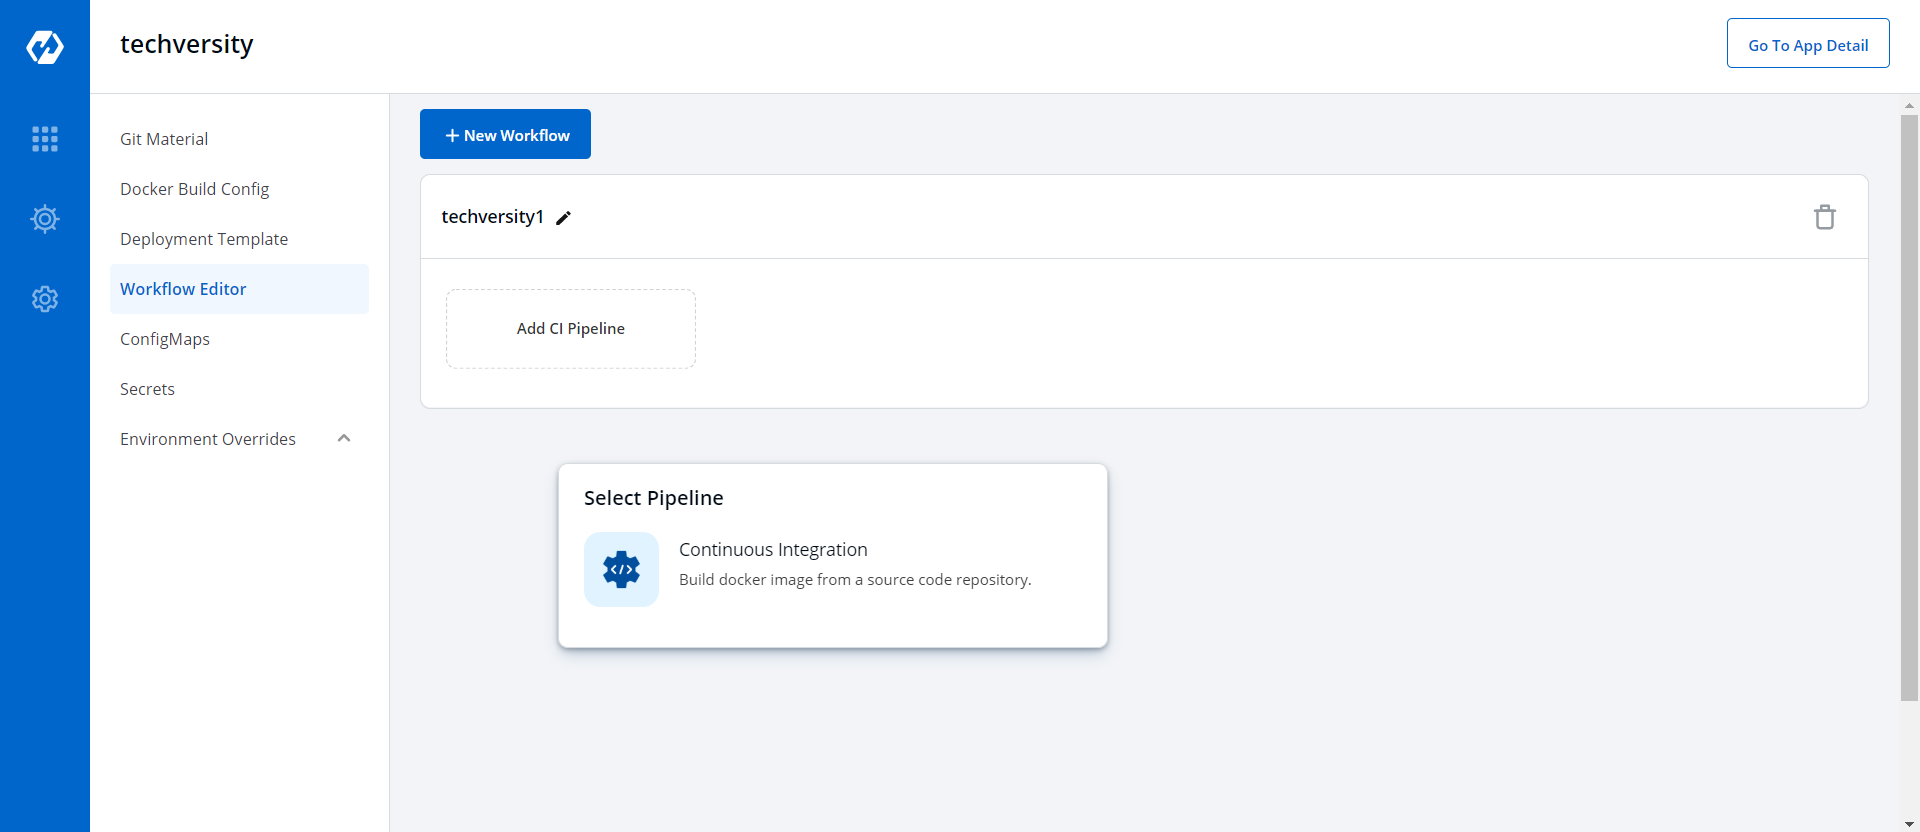 techversity
Go To App Detail
Git Material
Docker Build Config
Deployment Template
Workflow Editor
ConfigMaps
Secrets
Environment Overrides
+ New Workflow
techversity1
Add CI Pipeline
Select Pipeline
</>
Continuous Integration
Build docker image from a source code repository.